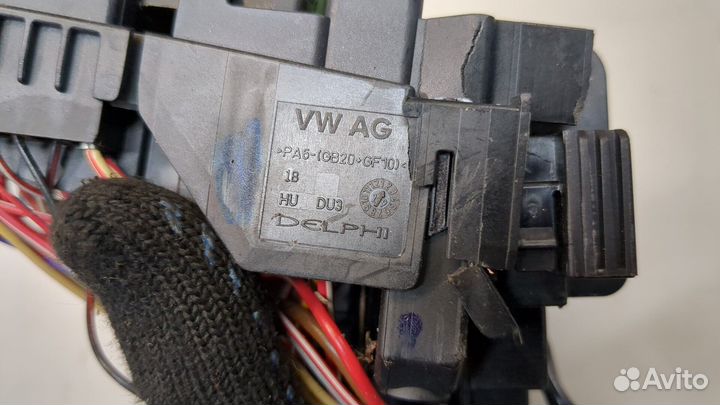 VW AG
>PA6-(GB20+GF10)<
18
HU DU3
DELPHI
Avito